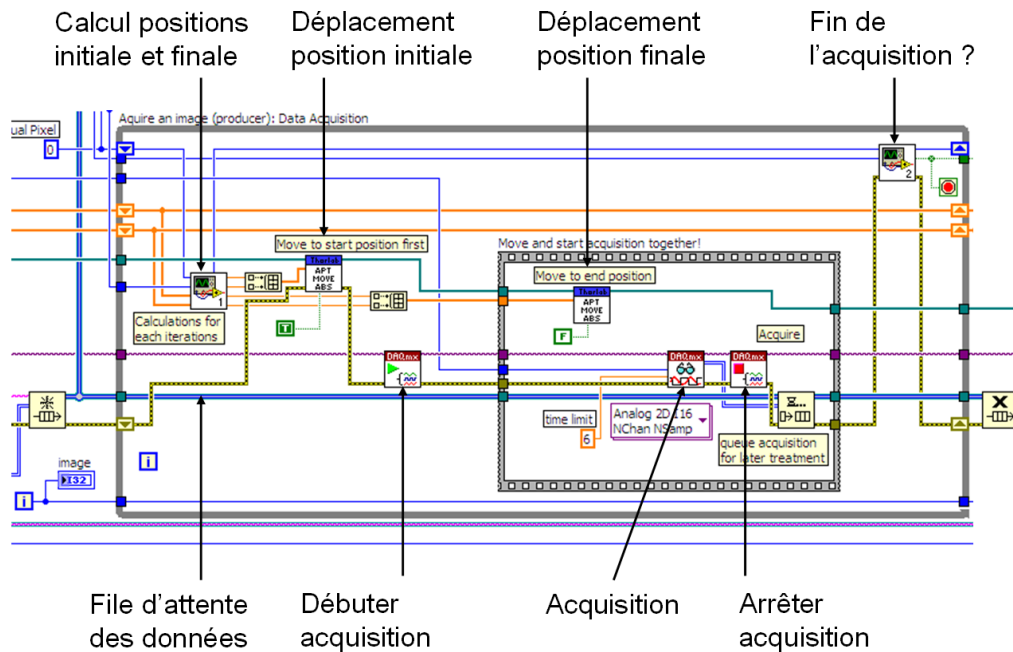 Calcul positions
initiale et finale
Déplacement
position initiale
Déplacement
position finale
Fin de
l'acquisition ?
Aquire an image (producer): Data Acquisition
ual Pixel
0
2
Move to start position first
Thorlab
APT
MOVE
ABS
1
Calculations for
each iterations
T
Move and start acquisition together!
Move to end position
Thorlab
APT
MOVE
ABS
F
Acquire
DAQmx
DAQmx
DAQmx
time limit
6
Analog 2D I16
NChan NSamp
queue acquisition
for later treatment
image
I32
i
i
File d'attente
des données
Débuter
acquisition
Acquisition
Arrêter
acquisition